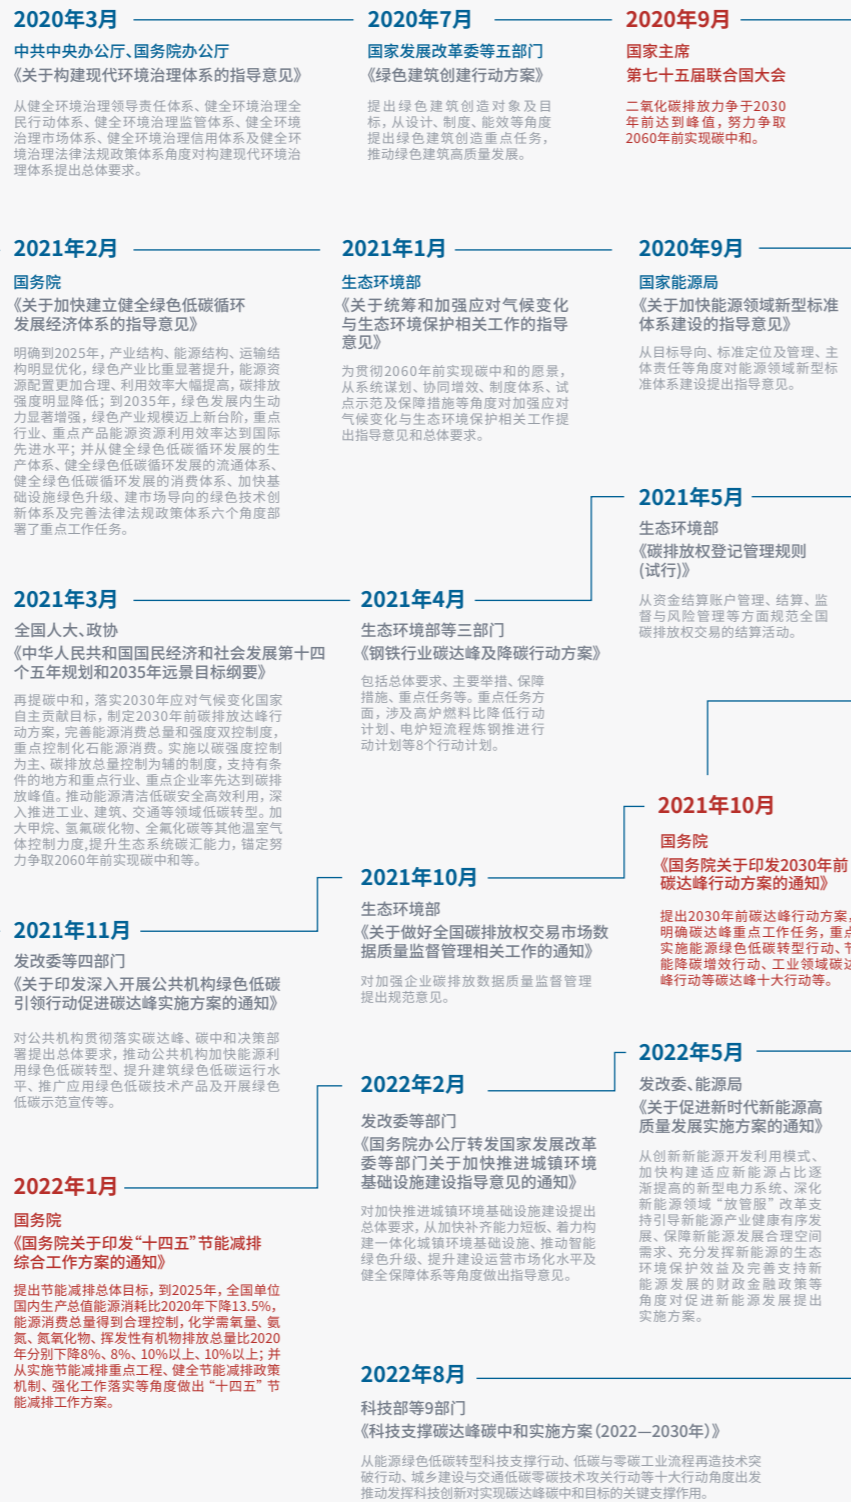 2020年3月
中共中央办公厅、国务院办公厅
《关于构建现代环境治理体系的指导意见》
从健全环境治理领导责任体系、健全环境治理全
民行动体系、健全环境治理监管体系、健全环境
治理市场体系、健全环境治理信用体系及健全环
境治理法律法规政策体系角度对构建现代环境治
理体系提出总体要求。
2020年7月
国家发展改革委等五部门
《绿色建筑创建行动方案》
提出绿色建筑创造对象及目
标，从设计、制度、能效等角度
提出绿色建筑创造重点任务，
推动绿色建筑高质量发展。
2020年9月
国家主席
第七十五届联合国大会
二氧化碳排放力争于2030
年前达到峰值，努力争取
2060年前实现碳中和。
2021年2月
国务院
《关于加快建立健全绿色低碳循环
发展经济体系的指导意见》
明确到2025年，产业结构、能源结构、运输结
构明显优化，绿色产业比重显著提升，能源资
源配置更加合理、利用效率大幅提高，碳排放
强度明显降低；到2035年，绿色发展内生动
力显著增强，绿色产业规模迈上新台阶，重点
行业、重点产品能源资源利用效率达到国际
先进水平；并从健全绿色低碳循环发展的生
产体系、健全绿色低碳循环发展的流通体系、
健全绿色低碳循环发展的消费体系、加快基
础设施绿色升级、建市场导向的绿色技术创
新体系及完善法律法规政策体系六个角度部
署了重点工作任务。
2021年1月
生态环境部
《关于统筹和加强应对气候变化
与生态环境保护相关工作的指导
意见》
为贯彻2060年前实现碳中和的愿景，
从系统谋划、协同增效、制度体系、试
点示范及保障措施等角度对加强应对
气候变化与生态环境保护相关工作提
出指导意见和总体要求。
2020年9月
国家能源局
《关于加快能源领域新型标准
体系建设的指导意见》
从目标导向、标准定位及管理、主
体责任等角度对能源领域新型标
准体系建设提出指导意见。
2021年5月
生态环境部
《碳排放权登记管理规则
(试行)》
从资金结算账户管理、结算、监
督与风险管理等方面规范全国
碳排放权交易的结算活动。
2021年3月
全国人大、政协
《中华人民共和国国民经济和社会发展第十四
个五年规划和2035年远景目标纲要》
再提碳中和，落实2030年应对气候变化国家
自主贡献目标，制定2030年前碳排放达峰行
动方案，完善能源消费总量和强度双控制度，
重点控制化石能源消费。实施以碳强度控制
为主、碳排放总量控制为辅的制度，支持有条
件的地方和重点行业、重点企业率先达到碳排
放峰值。推动能源清洁低碳安全高效利用，深
入推进工业、建筑、交通等领域低碳转型。加
大甲烷、氢氟碳化物、全氟化碳等其他温室气
体控制力度,提升生态系统碳汇能力，锚定努
力争取2060年前实现碳中和等。
2021年4月
生态环境部等三部门
《钢铁行业碳达峰及降碳行动方案》
包括总体要求、主要举措、保障
措施、重点任务等。重点任务方
面，涉及高炉燃料比降低行动
计划、电炉短流程炼钢推进行
动计划等8个行动计划。
2021年10月
国务院
《国务院关于印发2030年前
碳达峰行动方案的通知》
提出2030年前碳达峰行动方案，
明确碳达峰重点工作任务，重点
实施能源绿色低碳转型行动、节
能降碳增效行动、工业领域碳达
峰行动等碳达峰十大行动等。
2021年10月
生态环境部
《关于做好全国碳排放权交易市场数
据质量监督管理相关工作的通知》
对加强企业碳排放数据质量监督管理
提出规范意见。
2021年11月
发改委等四部门
《关于印发深入开展公共机构绿色低碳
引领行动促进碳达峰实施方案的通知》
对公共机构贯彻落实碳达峰、碳中和决策部
署提出总体要求，推动公共机构加快能源利
用绿色低碳转型、提升建筑绿色低碳运行水
平、推广应用绿色低碳技术产品及开展绿色
低碳示范宣传等。
2022年5月
发改委、能源局
《关于促进新时代新能源高
质量发展实施方案的通知》
从创新新能源开发利用模式、
加快构建适应新能源占比逐
渐提高的新型电力系统、深化
新能源领域“放管服”改革支
持引导新能源产业健康有序发
展、保障新能源发展合理空间
需求、充分发挥新能源的生态
环境保护效益及完善支持新
能源发展的财政金融政策等
角度对促进新能源发展提出
实施方案。
2022年2月
发改委等部门
《国务院办公厅转发国家发展改革
委等部门关于加快推进城镇环境
基础设施建设指导意见的通知》
对加快推进城镇环境基础设施建设提出
总体要求，从加快补齐能力短板、着力构
建一体化城镇环境基础设施、推动智能
绿色升级、提升建设运营市场化水平及
健全保障体系等角度做出指导意见。
2022年1月
国务院
《国务院关于印发“十四五”节能减排
综合工作方案的通知》
提出节能减排总体目标，到2025年，全国单位
国内生产总值能源消耗比2020年下降13.5%，
能源消费总量得到合理控制，化学需氧量、氨
氮、氮氧化物、挥发性有机物排放总量比2020
年分别下降8%、8%、10%以上、10%以上；并
从实施节能减排重点工程、健全节能减排政策
机制、强化工作落实等角度做出“十四五”节
能减排工作方案。
2022年8月
科技部等9部门
《科技支撑碳达峰碳中和实施方案（2022—2030年）》
从能源绿色低碳转型科技支撑行动、低碳与零碳工业流程再造技术突
破行动、城乡建设与交通低碳零碳技术攻关行动等十大行动角度出发
推动发挥科技创新对实现碳达峰碳中和目标的关键支撑作用。